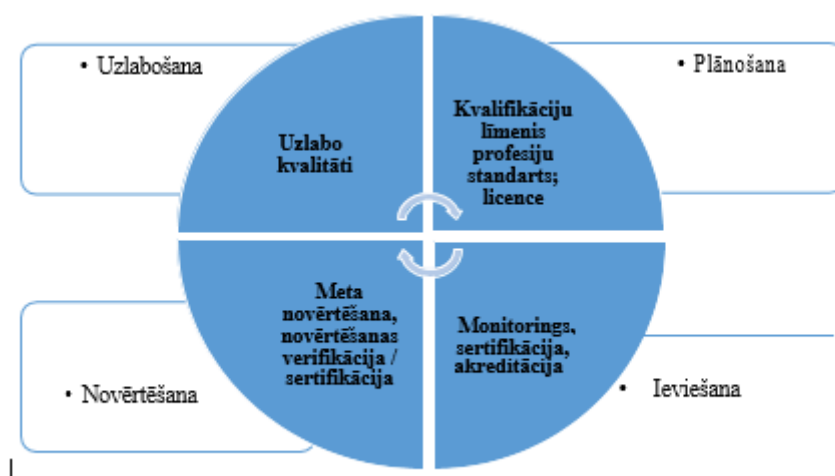 • Uzlabošana
• Plānošana
Uzlabo
kvalitāti
Kvalifikāciju
līmenis
profesiju
standarts;
licence
Meta
novērtēšana,
novērtēšanas
verifikācija /
sertifikācija
Monitorings,
sertifikācija,
akreditācija
• Novērtēšana
• Ieviešana